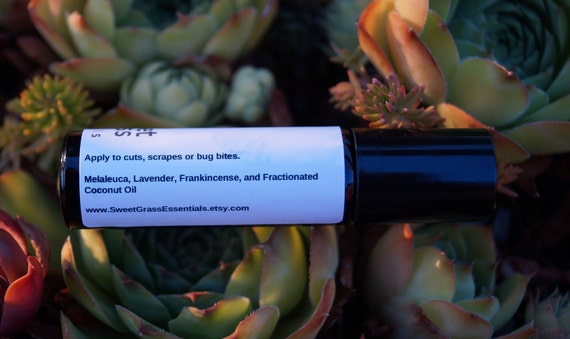 Apply to cuts, scrapes or bug bites.
Melaleuca, Lavender, Frankincense, and Fractionated
Coconut Oil
www.SweetGrassEssentials.etsy.com